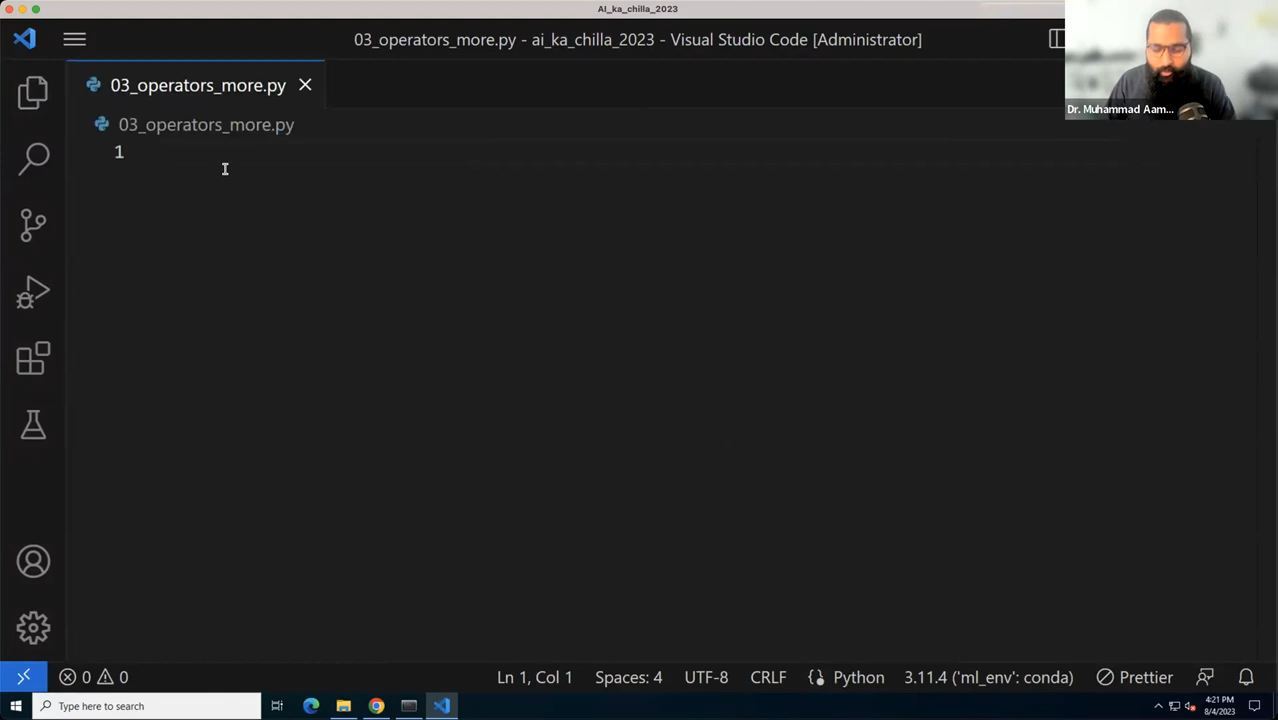 AI_ka_chilla_2023
03_operators_more.py - ai_ka_chilla_2023 - Visual Studio Code [Administrator]
Dr. Muhammad Aam...
03_operators_more.py
03_operators_more.py
1
0 0
Ln 1, Col 1
Spaces: 4
UTF-8
CRLF
Python
3.11.4 ('ml_env': conda)
Prettier
Type here to search
4:21 PM
8/4/2023